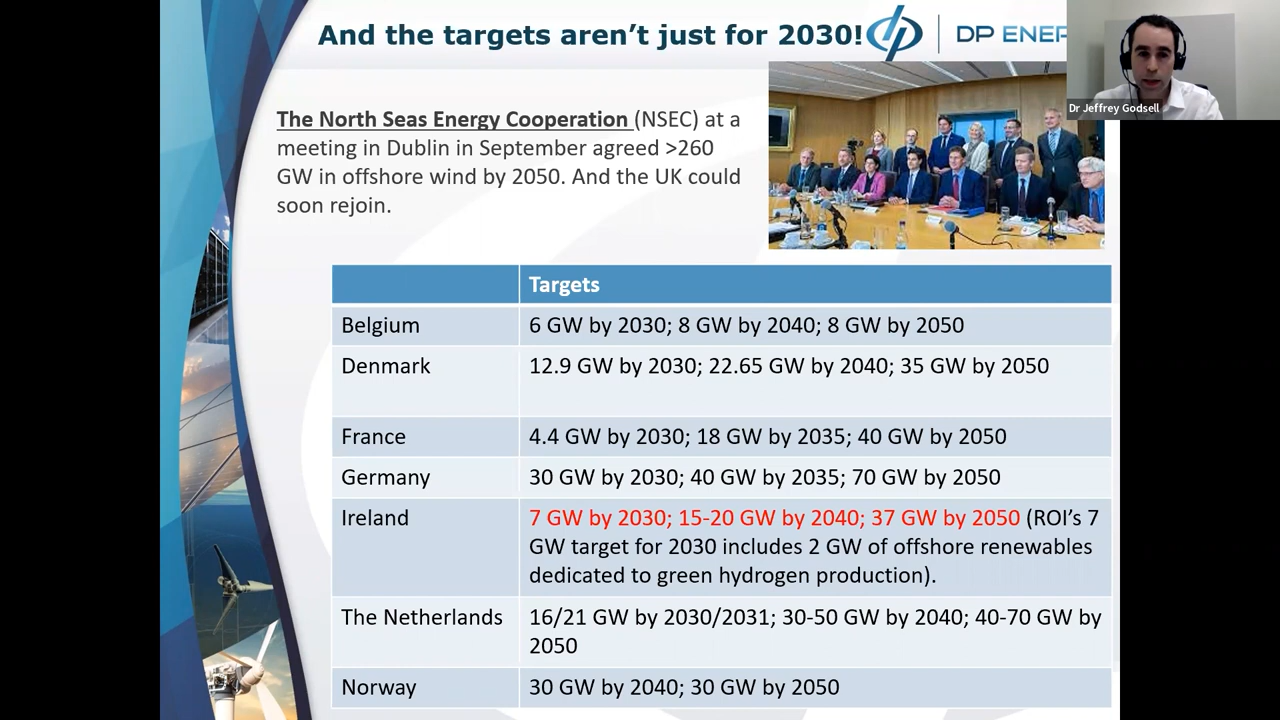 And the targets aren't just for 2030!
DP ENER
Dr Jeffrey Godsell
The North Seas Energy Cooperation (NSEC) at a
meeting in Dublin in September agreed >260
GW in offshore wind by 2050. And the UK could
soon rejoin.
Targets
Belgium 6 GW by 2030; 8 GW by 2040; 8 GW by 2050
Denmark 12.9 GW by 2030; 22.65 GW by 2040; 35 GW by 2050
France 4.4 GW by 2030; 18 GW by 2035; 40 GW by 2050
Germany 30 GW by 2030; 40 GW by 2035; 70 GW by 2050
Ireland 7 GW by 2030; 15-20 GW by 2040; 37 GW by 2050 (ROI's 7
GW target for 2030 includes 2 GW of offshore renewables
dedicated to green hydrogen production).
The Netherlands 16/21 GW by 2030/2031; 30-50 GW by 2040; 40-70 GW by
2050
Norway 30 GW by 2040; 30 GW by 2050